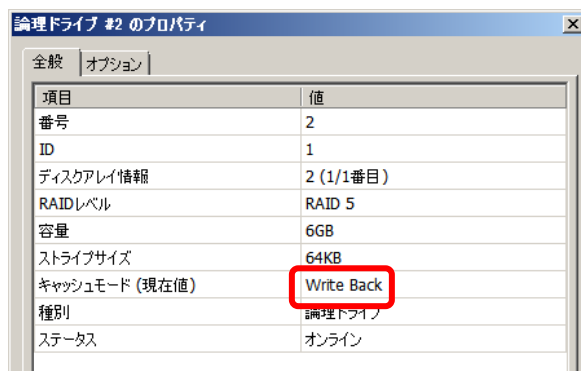 論理ドライブ #2 のプロパティ
全般 オプション
項目 値
番号 2
ID 1
ディスクアレイ情報 2 (1/1番目)
RAIDレベル RAID 5
容量 6GB
ストライプサイズ 64KB
キャッシュモード (現在値) Write Back
種別 論理ドライブ
ステータス オンライン